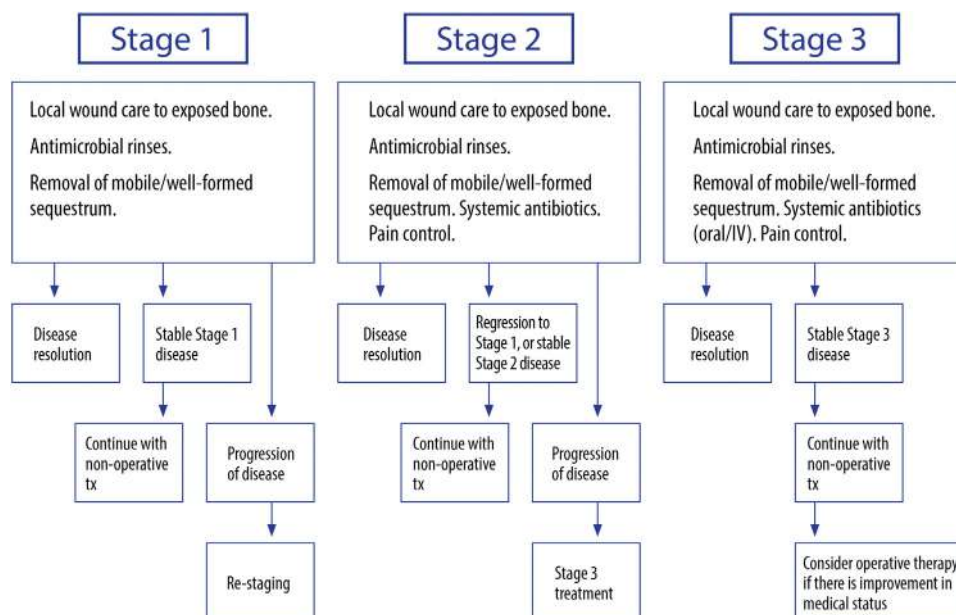 Stage 1
Local wound care to exposed bone.
Antimicrobial rinses.
Removal of mobile/well-formed
sequestrum.
Disease
resolution
Stable Stage 1
disease
Continue with
non-operative
tx
Progression
of disease
Re-staging
Stage 2
Local wound care to exposed bone.
Antimicrobial rinses.
Removal of mobile/well-formed
sequestrum. Systemic antibiotics.
Pain control.
Disease
resolution
Regression to
Stage 1, or stable
Stage 2 disease
Continue with
non-operative
tx
Progression
of disease
Stage 3
treatment
Stage 3
Local wound care to exposed bone.
Antimicrobial rinses.
Removal of mobile/well-formed
sequestrum. Systemic antibiotics
(oral/IV). Pain control.
Disease
resolution
Stable Stage 3
disease
Continue with
non-operative
tx
Consider operative therapy
if there is improvement in
medical status